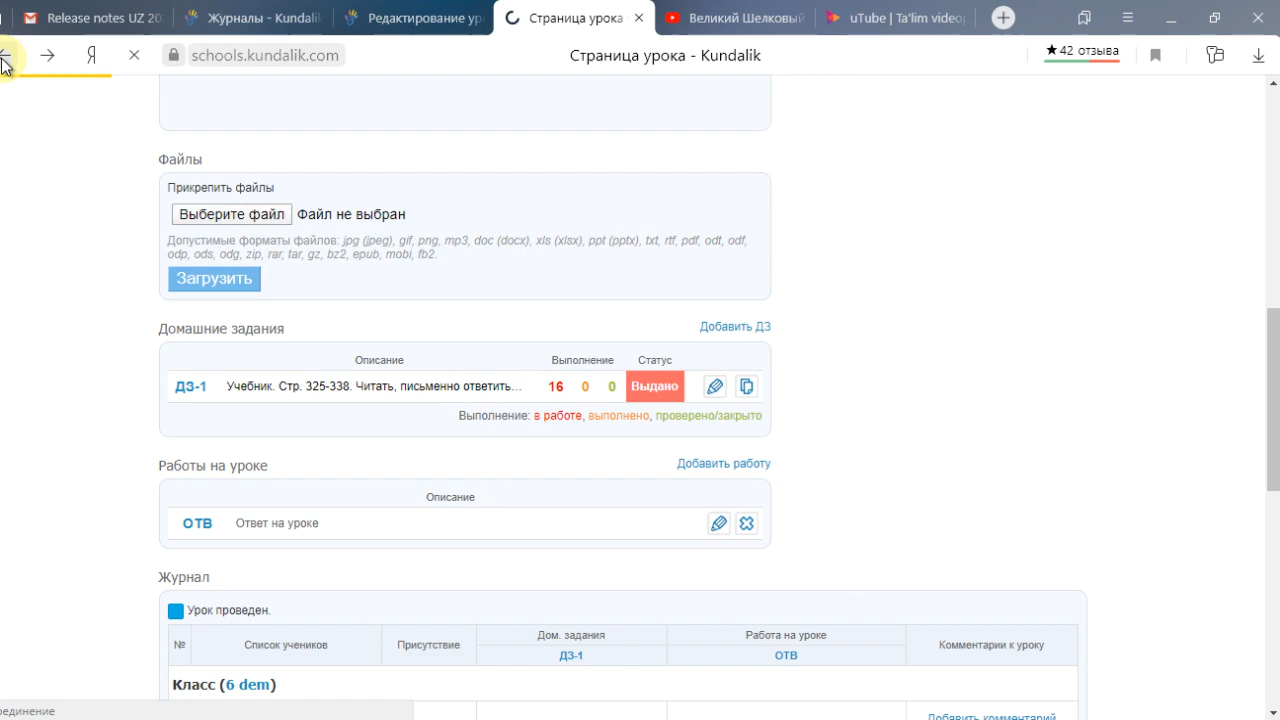 Release notes UZ 20
Журналы - Kundalik
Редактирование ур
Страница урока
Великий Шелковый
uTube | Ta'lim videop
schools.kundalik.com
Страница урока - Kundalik
★42 отзыва
Файлы
Прикрепить файлы
Выберите файл Файл не выбран
Допустимые форматы файлов: jpg (jpeg), gif, png, mp3, doc (docx), xls (xlsx), ppt (pptx), txt, rtf, pdf, odt, odf,
odp, ods, odg, zip, rar, tar, gz, bz2, epub, mobi, fb2.
Загрузить
Домашние задания Добавить ДЗ
Описание Выполнение Статус
ДЗ-1 Учебник. Стр. 325-338. Читать, письменно ответить... 16 0 0 Выдано
Выполнение: в работе, выполнено, проверено/закрыто
Работы на уроке Добавить работу
Описание
ОТВ Ответ на уроке
Журнал
Урок проведен.
№ Список учеников Присутствие Дом. задания Работа на уроке Комментарии к уроку
ДЗ-1 ОТВ
Класс (6 dem)
Добавить комментарий
оединение